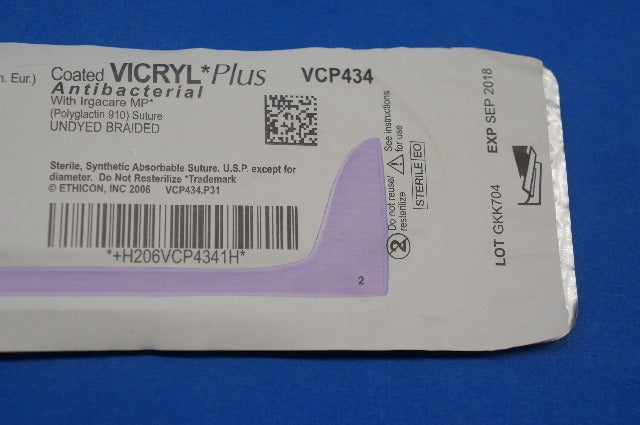 Eur.)
Coated VICRYL* Plus VCP434
Antibacterial
With Irgacare MP*
(Polyglactin 910) Suture
UNDYED BRAIDED
Sterile, Synthetic Absorbable Suture. U.S.P. except for
diameter. Do Not Resterilize *Trademark
© ETHICON, INC 2006 VCP434.P31
*+H206VCP4341H*
2
2 Do not reuse/
resterilize
See instructions
for use
STERILE EO
LOT GKK704 EXP SEP 2018